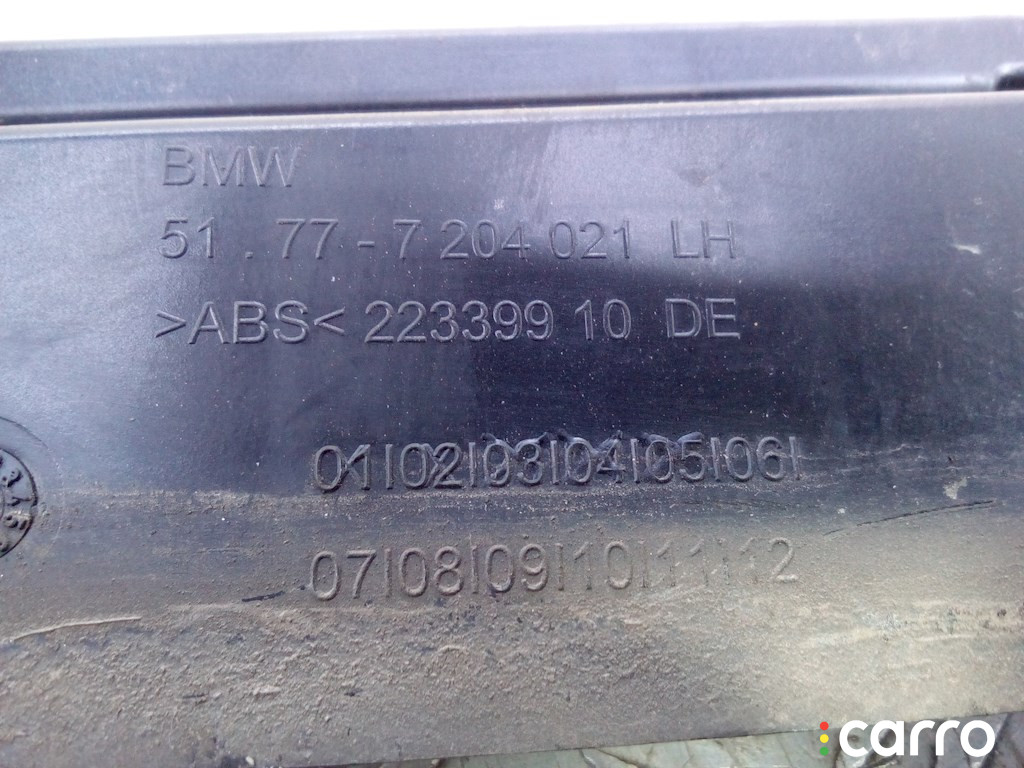 BMW
51 . 77 - 7 204 021 LH
>ABS< 223399 10 DE
01|02|03|04|05|06|
07|08|09|10|11|12
carro